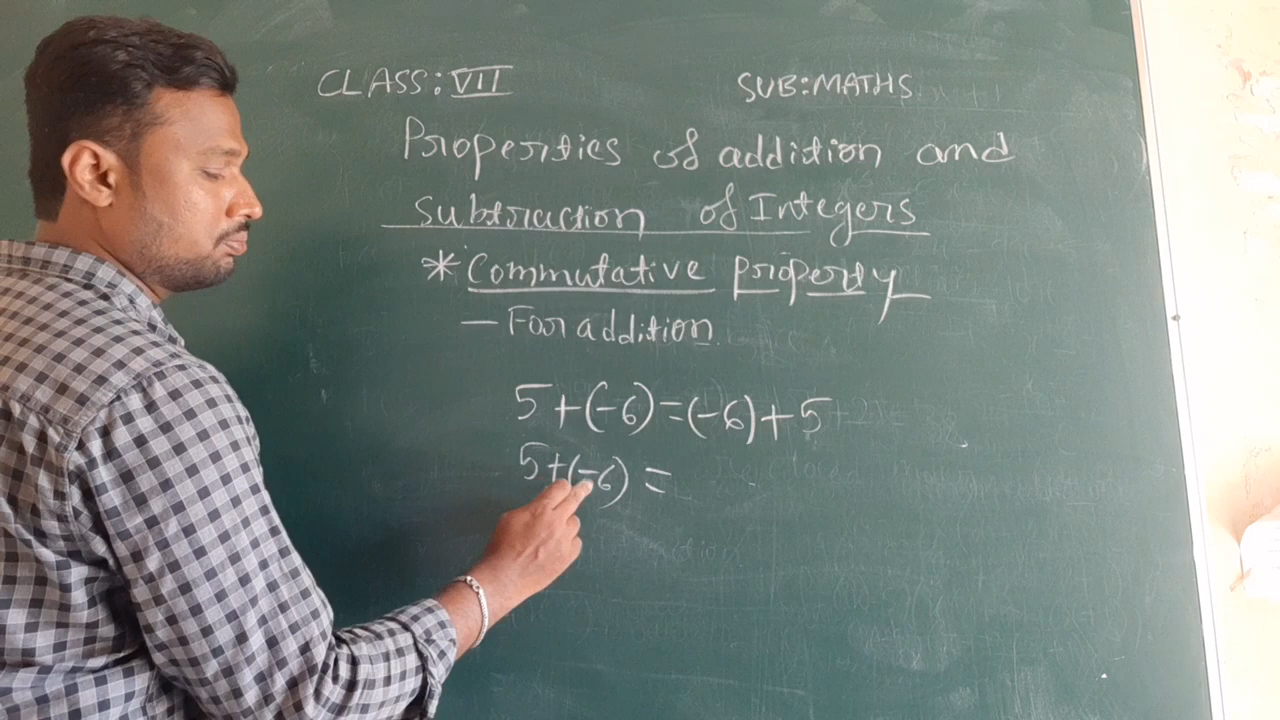 CLASS: VII SUB: MATHS
Properties of addition and
subtraction of Integers
* Commutative property
— For addition
5 + (-6) = (-6) + 5
5 + (-6) =